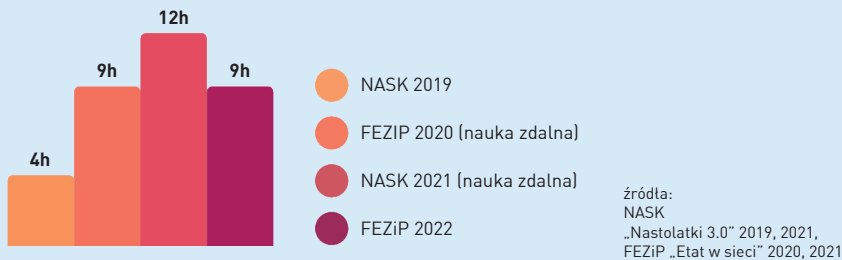 12h
9h
9h
4h
NASK 2019
FEZIP 2020 (nauka zdalna)
NASK 2021 (nauka zdalna)
FEZiP 2022
źródła:
NASK
„Nastolatki 3.0” 2019, 2021,
FEZiP „Etat w sieci” 2020, 2021